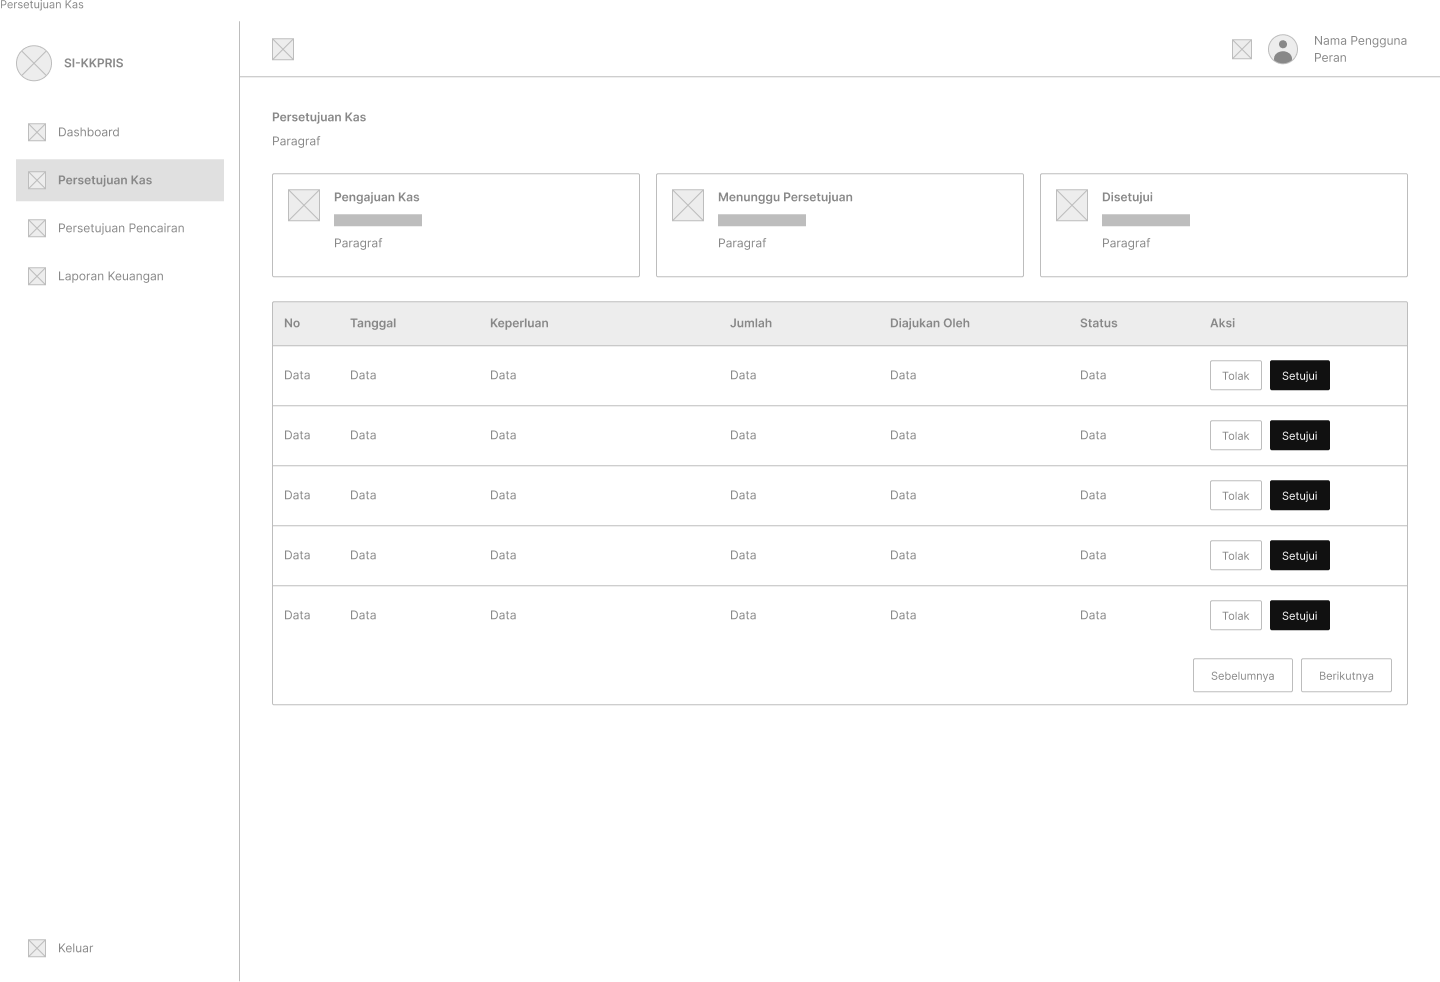 Persetujuan Kas
SI-KKPRIS
Nama Pengguna
Peran
Dashboard
Persetujuan Kas
Persetujuan Pencairan
Laporan Keuangan
Keluar
Persetujuan Kas
Paragraf
Pengajuan Kas
Paragraf
Menunggu Persetujuan
Paragraf
Disetujui
Paragraf
No Tanggal Keperluan Jumlah Diajukan Oleh Status Aksi
Data Data Data Data Data Data Tolak Setujui
Data Data Data Data Data Data Tolak Setujui
Data Data Data Data Data Data Tolak Setujui
Data Data Data Data Data Data Tolak Setujui
Data Data Data Data Data Data Tolak Setujui
Sebelumnya Berikutnya